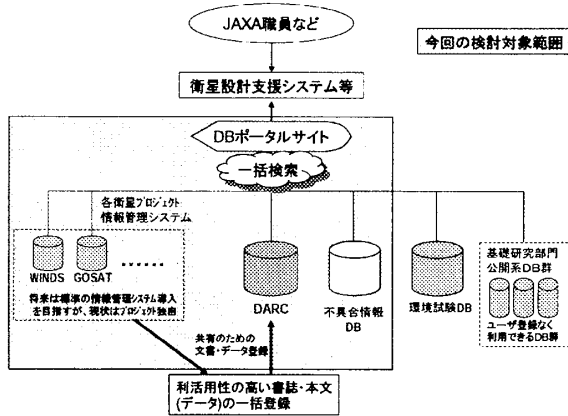 JAXA職員など
今回の検討対象範囲
衛星設計支援システム等
DBポータルサイト
一括検索
各衛星プロジェクト
情報管理システム
WINDS
GOSAT
......
将来は標準の情報管理システム導入
を目指すが、現状はプロジェクト独自
DARC
不具合情報
DB
環境試験DB
基礎研究部門
公開系DB群
ユーザ登録なく
利用できるDB群
共有のための
文書・データ登録
利活用性の高い書誌・本文
(データ)の一括登録